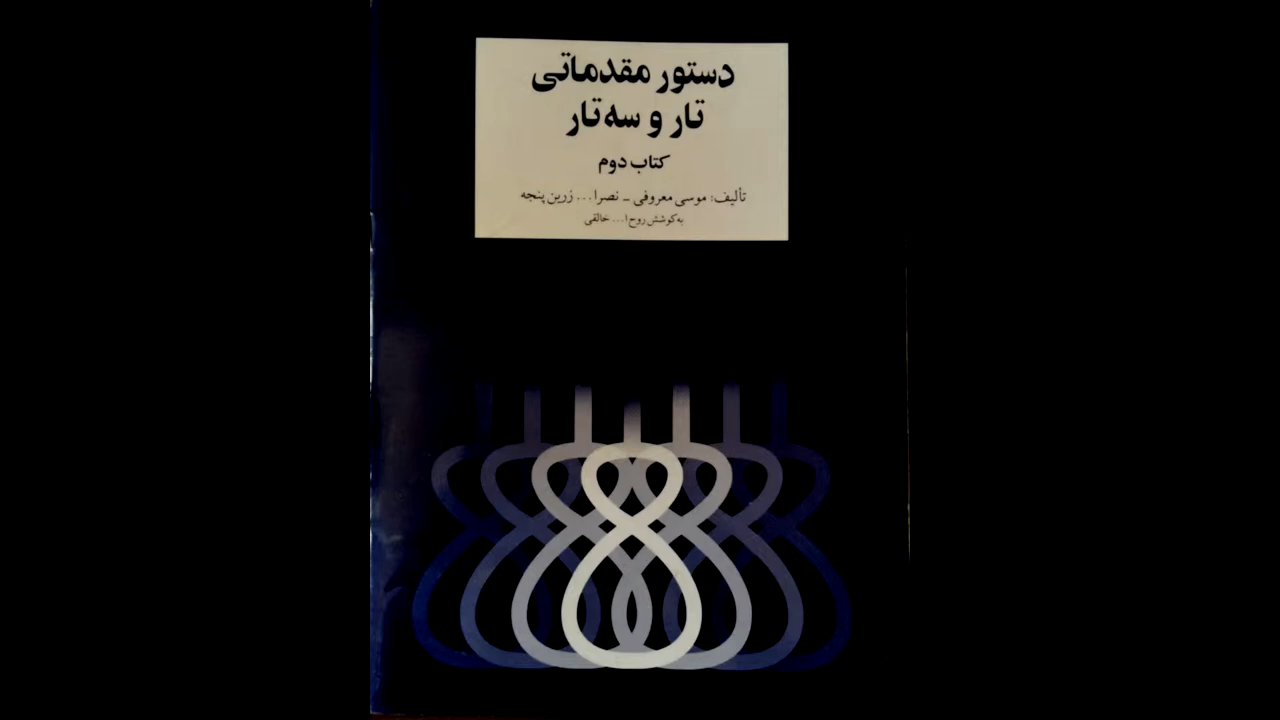 دستور مقدماتی
تار و سه‌تار
کتاب دوم
تألیف: موسی معروفی - نصرا... زرین پنجه
به‌کوشش روح ا... خالقی